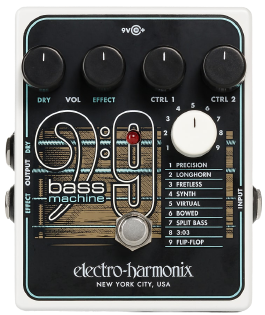 9V
DRY VOL EFFECT CTRL 1 CTRL 2
1 2 3 4 5 6 7 8 9
EFFECT OUTPUT DRY
INPUT
9:9
bass
machine
1 PRECISION
2 LONGHORN
3 FRETLESS
4 SYNTH
5 VIRTUAL
6 BOWED
7 SPLIT BASS
8 3:03
9 FLIP-FLOP
electro-harmonix
NEW YORK CITY, USA